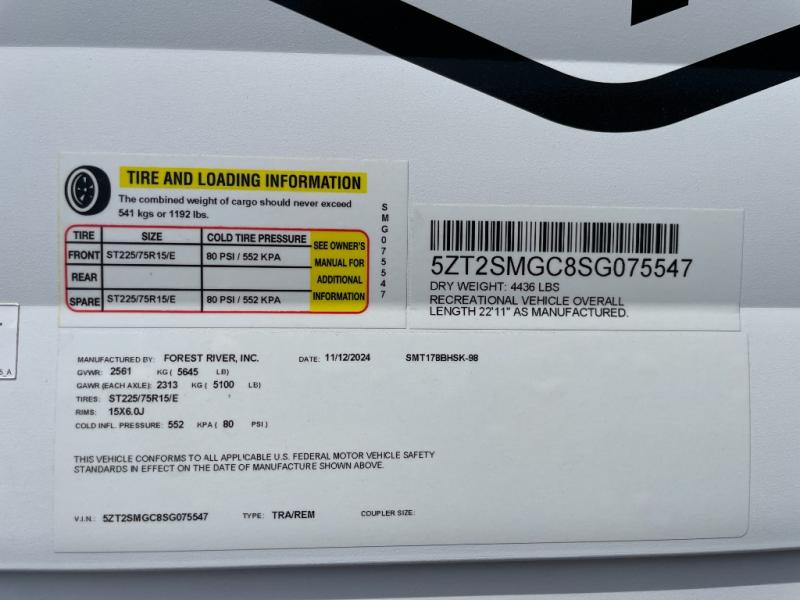 TIRE AND LOADING INFORMATION
The combined weight of cargo should never exceed
541 kgs or 1192 lbs.
TIRE SIZE COLD TIRE PRESSURE SEE OWNER'S MANUAL FOR ADDITIONAL INFORMATION
FRONT ST225/75R15/E 80 PSI / 552 KPA
REAR
SPARE ST225/75R15/E 80 PSI / 552 KPA
SMG075547
5ZT2SMGC8SG075547
DRY WEIGHT: 4436 LBS
RECREATIONAL VEHICLE OVERALL
LENGTH 22'11" AS MANUFACTURED.
MANUFACTURED BY: FOREST RIVER, INC. DATE: 11/12/2024 SMT178BHSK-98
GVWR: 2561 KG ( 5645 LB)
GAWR (EACH AXLE): 2313 KG ( 5100 LB)
TIRES: ST225/75R15/E
RIMS: 15X6.0J
COLD INFL. PRESSURE: 552 KPA ( 80 PSI )
THIS VEHICLE CONFORMS TO ALL APPLICABLE U.S. FEDERAL MOTOR VEHICLE SAFETY
STANDARDS IN EFFECT ON THE DATE OF MANUFACTURE SHOWN ABOVE.
V.I.N.: 5ZT2SMGC8SG075547 TYPE: TRA/REM COUPLER SIZE: